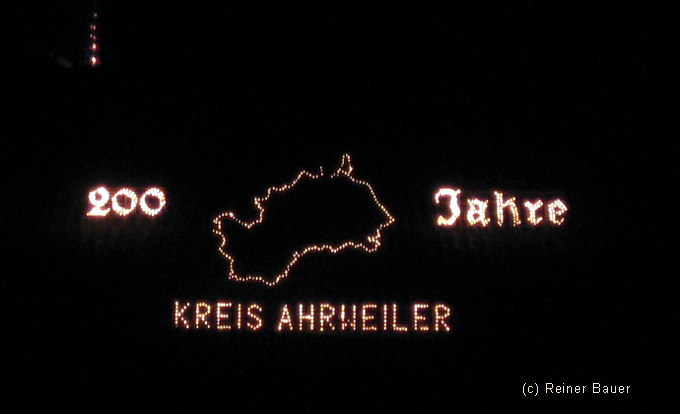 200 Jahre
KREIS AHRWEILER
(c) Reiner Bauer